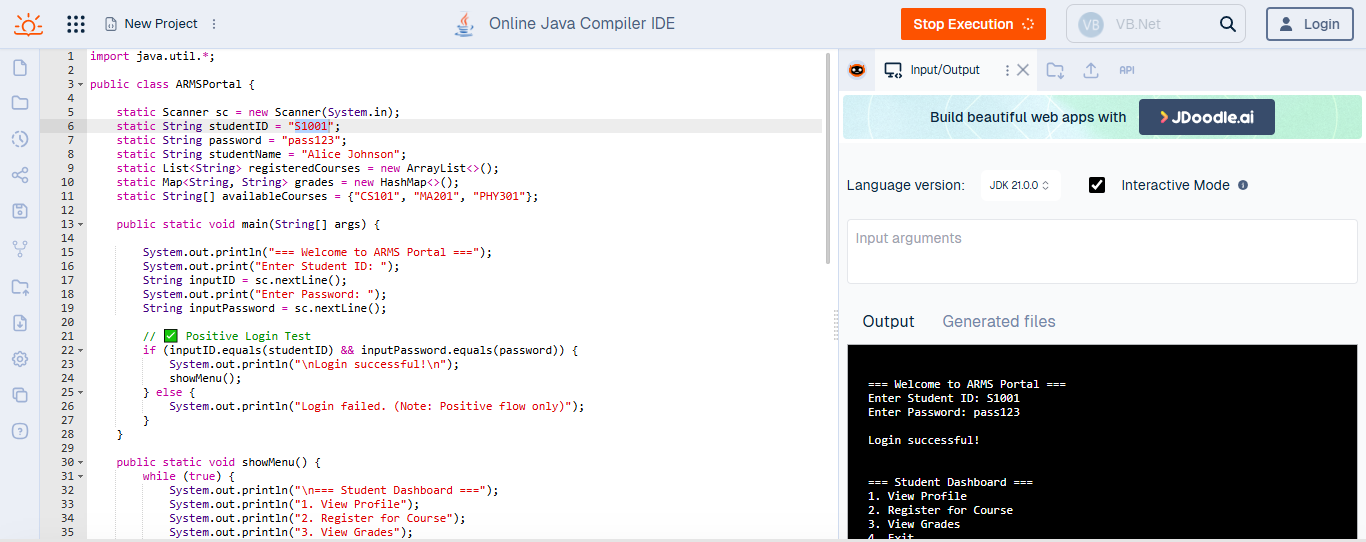 New Project
Online Java Compiler IDE
Stop Execution
VB VB.Net
Login
1 import java.util.*;
2
3 public class ARMSPortal {
4
5 static Scanner sc = new Scanner(System.in);
6 static String studentID = "S1001";
7 static String password = "pass123";
8 static String studentName = "Alice Johnson";
9 static List<String> registeredCourses = new ArrayList<>();
10 static Map<String, String> grades = new HashMap<>();
11 static String[] availableCourses = {"CS101", "MA201", "PHY301"};
12
13 public static void main(String[] args) {
14
15 System.out.println("=== Welcome to ARMS Portal ===");
16 System.out.print("Enter Student ID: ");
17 String inputID = sc.nextLine();
18 System.out.print("Enter Password: ");
19 String inputPassword = sc.nextLine();
20
21 // ✅ Positive Login Test
22 if (inputID.equals(studentID) && inputPassword.equals(password)) {
23 System.out.println("\nLogin successful!\n");
24 showMenu();
25 } else {
26 System.out.println("Login failed. (Note: Positive flow only)");
27 }
28 }
29
30 public static void showMenu() {
31 while (true) {
32 System.out.println("\n=== Student Dashboard ===");
33 System.out.println("1. View Profile");
34 System.out.println("2. Register for Course");
35 System.out.println("3. View Grades");
Input/Output
API
Build beautiful web apps with JDoodle.ai
Language version: JDK 21.0.0 Interactive Mode
Input arguments
Output Generated files
=== Welcome to ARMS Portal ===
Enter Student ID: S1001
Enter Password: pass123
Login successful!
=== Student Dashboard ===
1. View Profile
2. Register for Course
3. View Grades
4. Exit